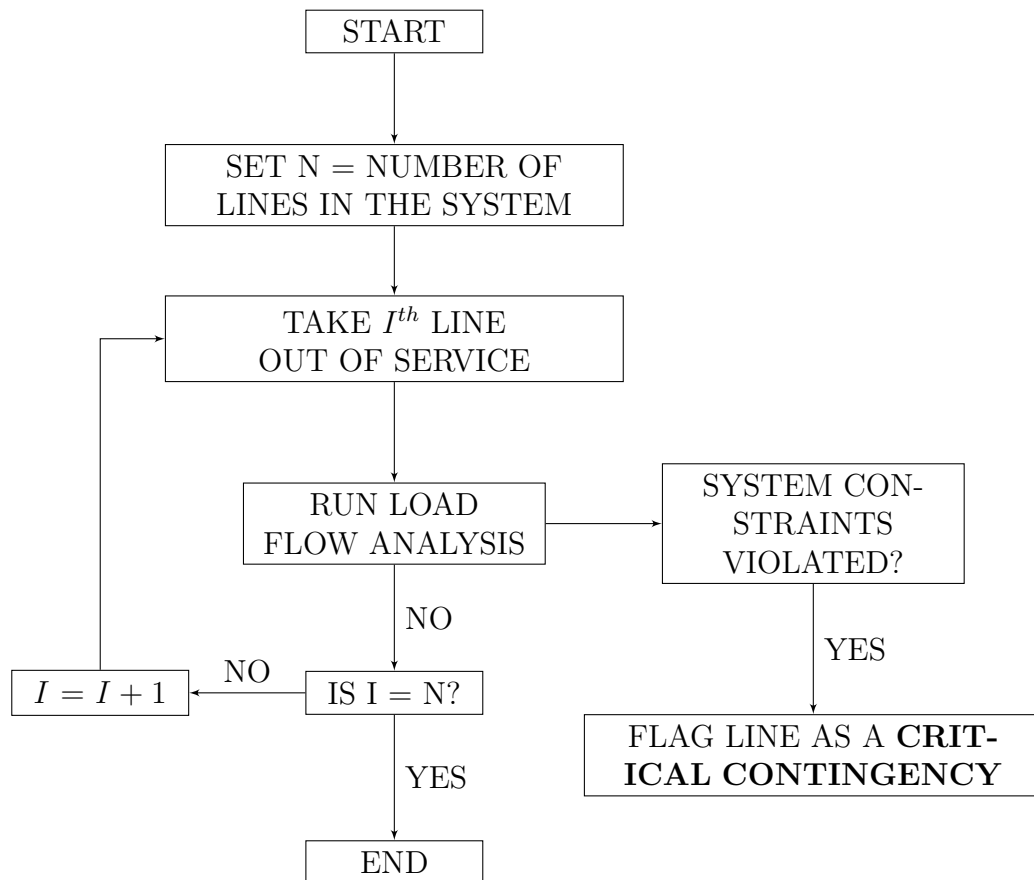 START
SET N = NUMBER OF
LINES IN THE SYSTEM
TAKE I^{th} LINE
OUT OF SERVICE
RUN LOAD
FLOW ANALYSIS
SYSTEM CON-
STRAINTS
VIOLATED?
NO
YES
I = I + 1
NO
IS I = N?
FLAG LINE AS A CRIT-
ICAL CONTINGENCY
YES
END